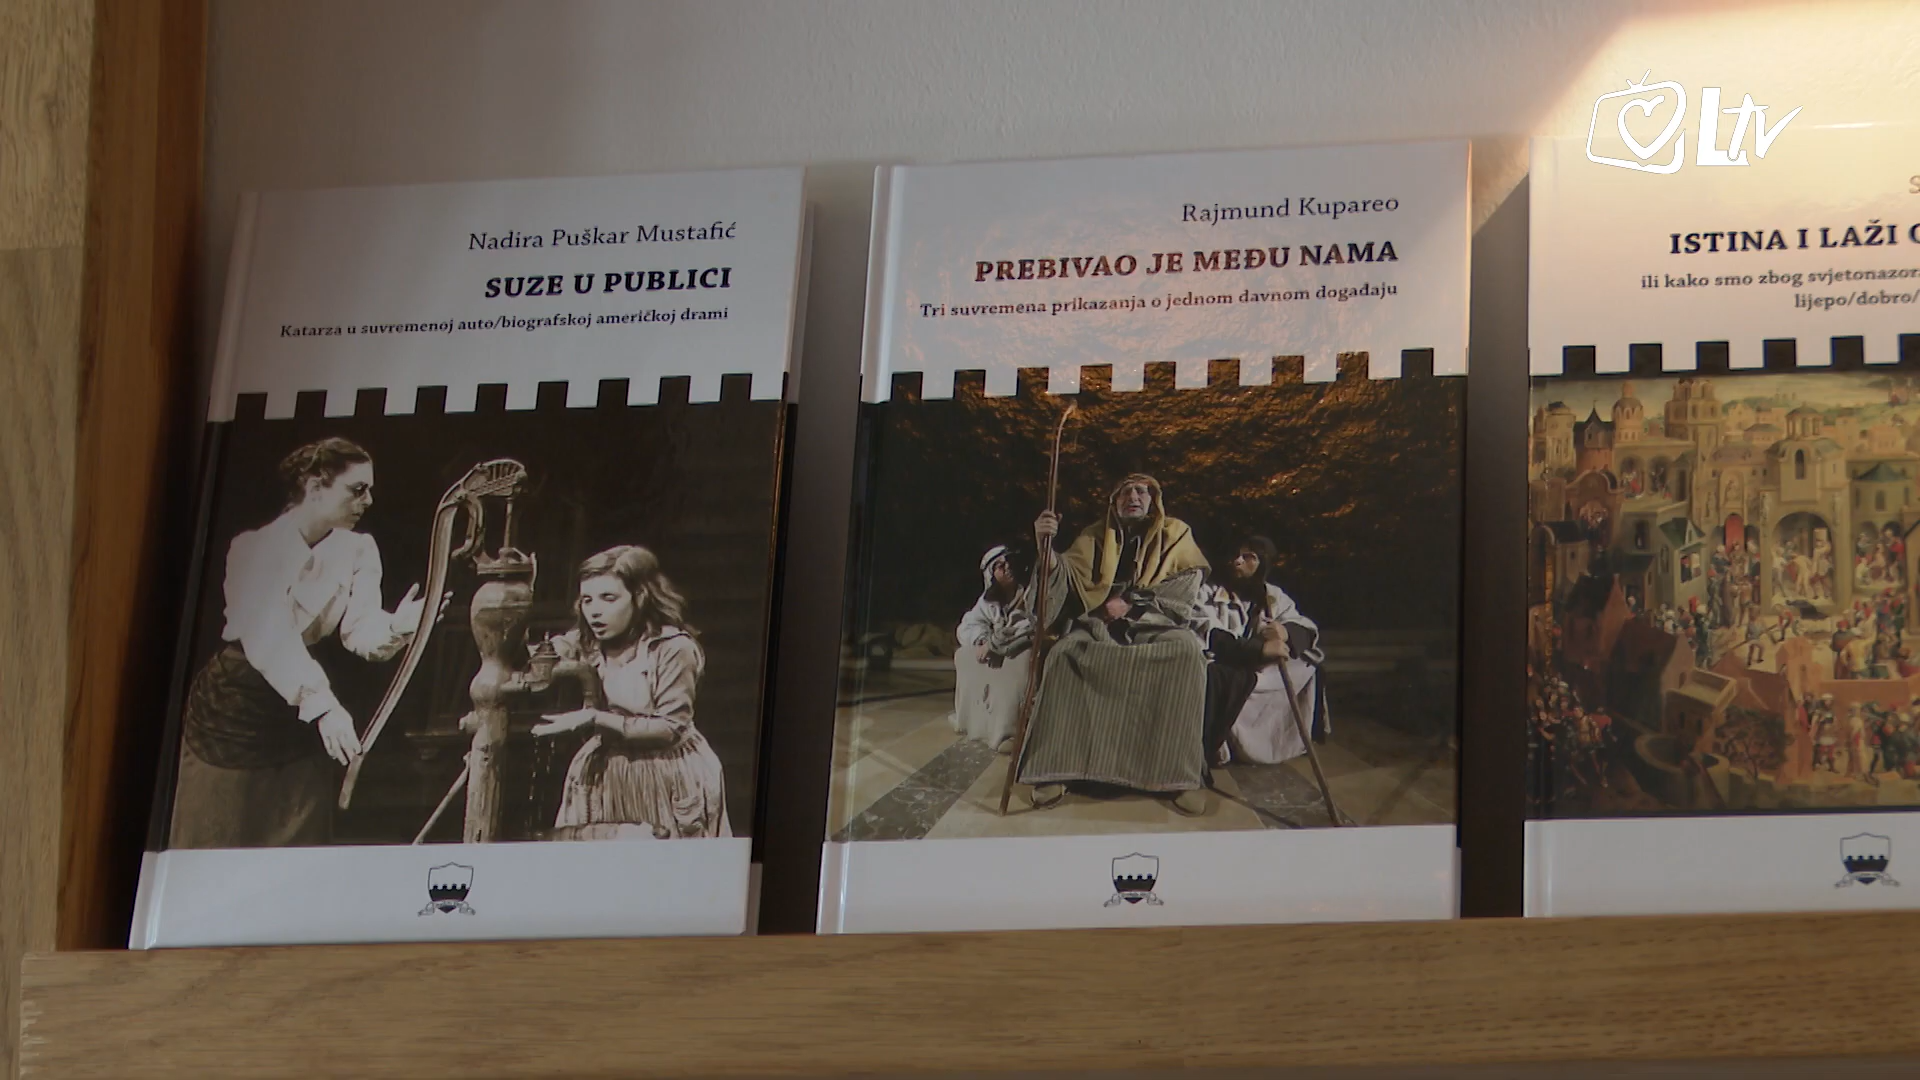 LTV
Nadira Puškar Mustafić
SUZE U PUBLICI
Katarza u suvremenoj auto/biografskoj američkoj drami
Rajmund Kupareo
PREBIVAO JE MEĐU NAMA
Tri suvremena prikazanja o jednom davnom događaju
ISTINA I LAŽI
ili kako smo zbog
lijepo/dobro/